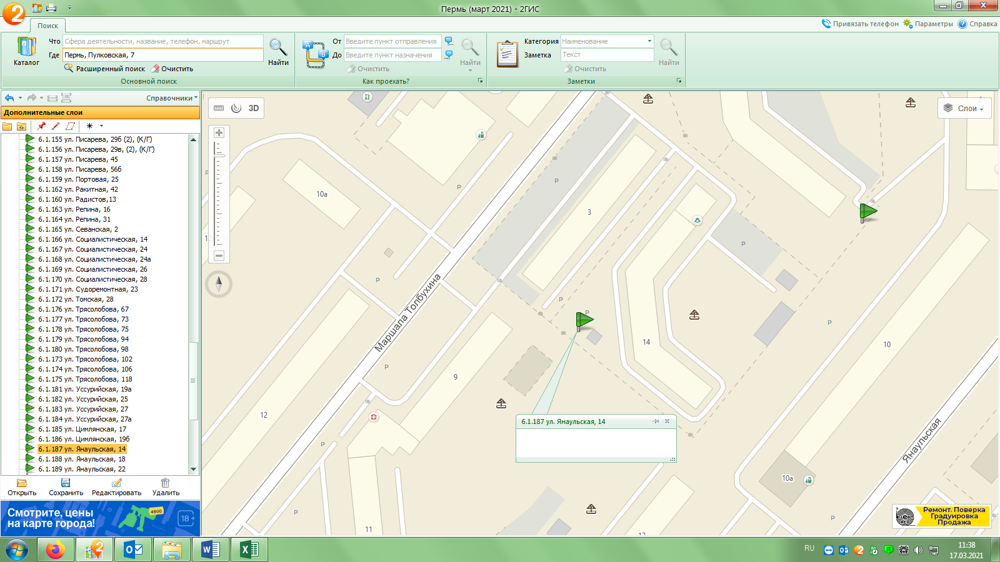 Пермь (март 2021) - 2ГИС
Поиск
Привязать телефон
Параметры
Справка
Каталог
Что
Сфера деятельности, название, телефон, маршрут
Где
Пермь, Пулковская, 7
Расширенный поиск
Очистить
Найти
Основной поиск
От
Введите пункт отправления
До
Введите пункт назначения
Очистить
Найти
Как проехать?
Категория
Наименование
Заметка
Текст
Очистить
Найти
Заметки
Справочники
Дополнительные слои
6.1.155 ул. Писарева, 29б (2), (К/Г)
6.1.156 ул. Писарева, 29в, (2), (К/Г)
6.1.157 ул. Писарева, 45
6.1.158 ул. Писарева, 56б
6.1.159 ул. Портовая, 25
6.1.162 ул. Ракитная, 42
6.1.160 ул. Радистов,13
6.1.163 ул. Репина, 16
6.1.164 ул. Репина, 31
6.1.165 ул. Севанская, 2
6.1.166 ул. Социалистическая, 14
6.1.167 ул. Социалистическая, 24
6.1.168 ул. Социалистическая, 24а
6.1.169 ул. Социалистическая, 26
6.1.170 ул. Социалистическая, 28
6.1.171 ул. Судоремонтная, 23
6.1.172 ул. Томская, 28
6.1.176 ул. Трясолобова, 67
6.1.177 ул. Трясолобова, 73
6.1.178 ул. Трясолобова, 75
6.1.179 ул. Трясолобова, 94
6.1.180 ул. Трясолобова, 98
6.1.173 ул. Трясолобова, 102
6.1.174 ул. Трясолобова, 106
6.1.175 ул. Трясолобова, 118
6.1.181 ул. Уссурийская, 19а
6.1.182 ул. Уссурийская, 25
6.1.183 ул. Уссурийская, 27
6.1.184 ул. Уссурийская, 27а
6.1.185 ул. Цимлянская, 17
6.1.186 ул. Цимлянская, 19б
6.1.187 ул. Янаульская, 14
6.1.188 ул. Янаульская, 18
6.1.189 ул. Янаульская, 22
Открыть
Сохранить
Редактировать
Удалить
Смотрите, цены
на карте города!
4900
18+
3D
Слои
10а
3
14
10
9
12
11
10а
Маршала Толбухина
Янаульская
P
P
P
P
P
P
P
P
P
P
P
6.1.187 ул. Янаульская, 14
Ремонт. Поверка
Градуировка
Продажа
RU
11:38
17.03.2021